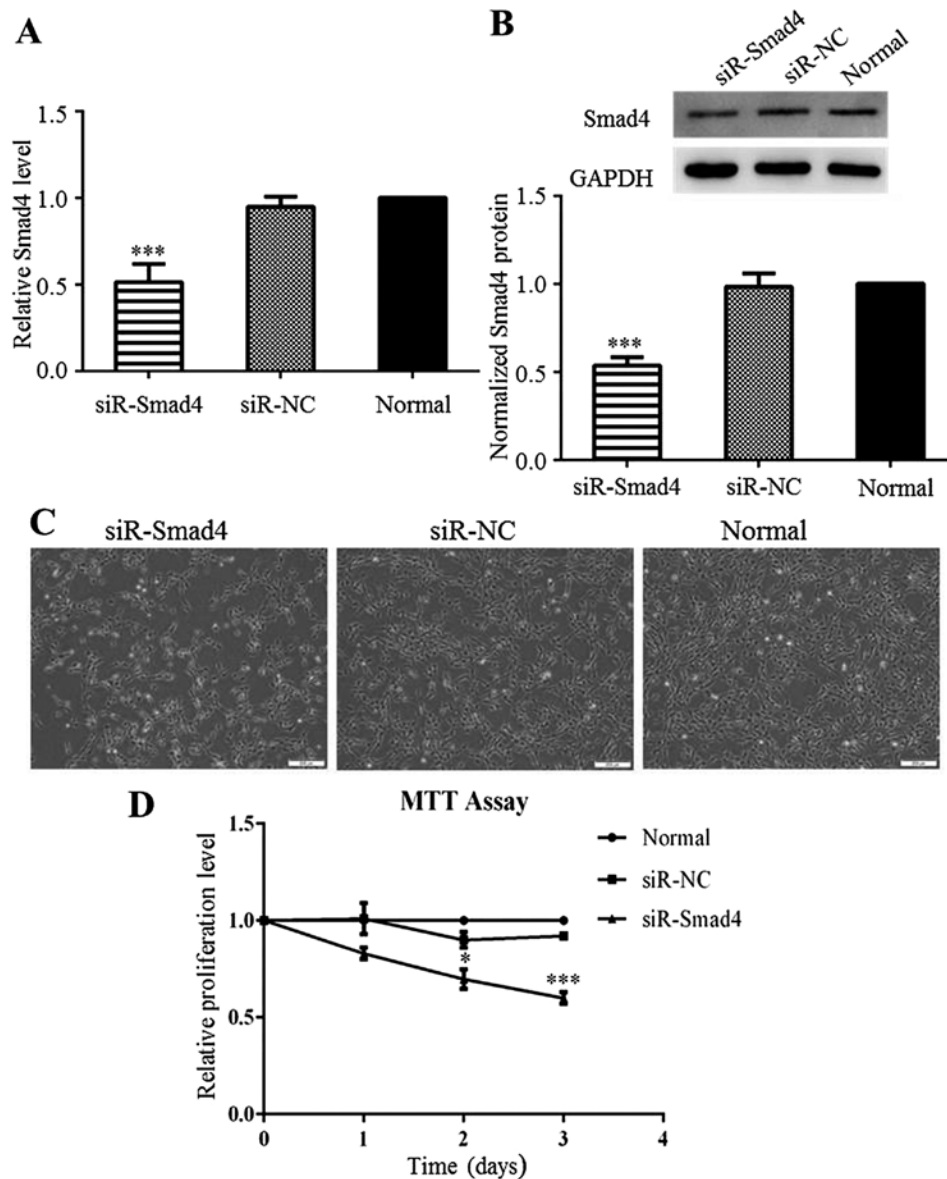 A
Relative Smad4 level
1.5
1.0
0.5
0.0
***
siR-Smad4
siR-NC
Normal
B
siR-Smad4
siR-NC
Normal
Smad4
GAPDH
Normalized Smad4 protein
1.5
1.0
0.5
0.0
***
siR-Smad4
siR-NC
Normal
C
siR-Smad4
siR-NC
Normal
D
MTT Assay
Relative proliferation level
1.5
1.0
0.5
0.0
Normal
siR-NC
siR-Smad4
*
***
0
1
2
3
4
Time (days)